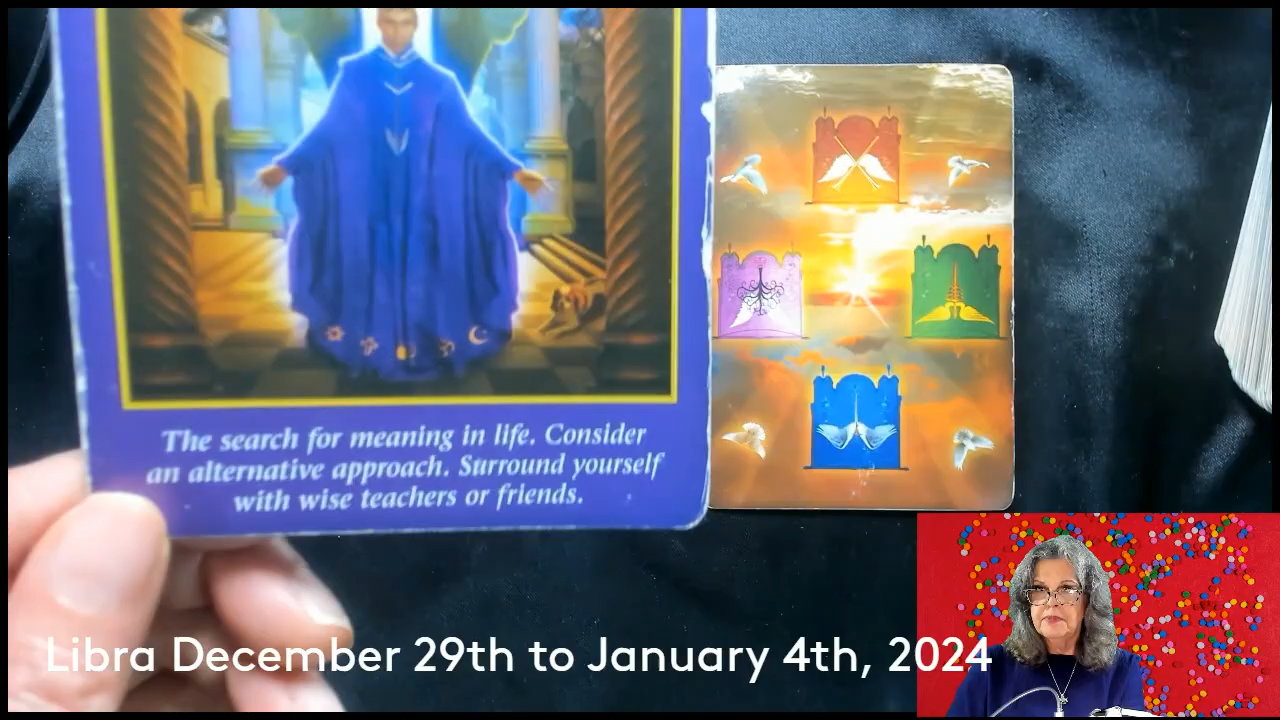 The search for meaning in life. Consider
an alternative approach. Surround yourself
with wise teachers or friends.
Libra December 29th to January 4th, 2024